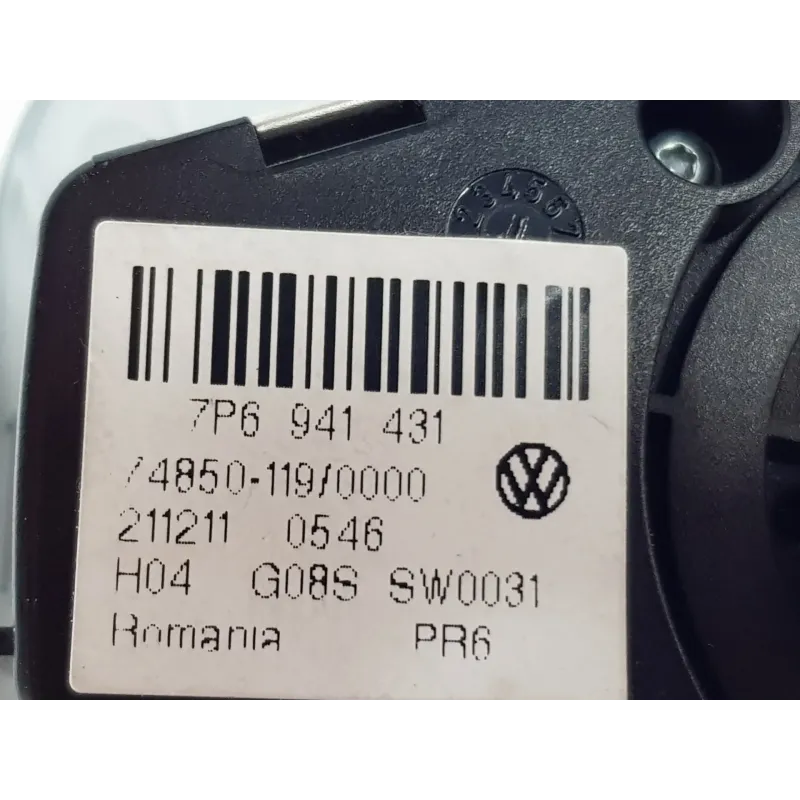 7P6 941 431
74850-119/0000
211211 0546
H04 G08S SW0031
Romania PR6